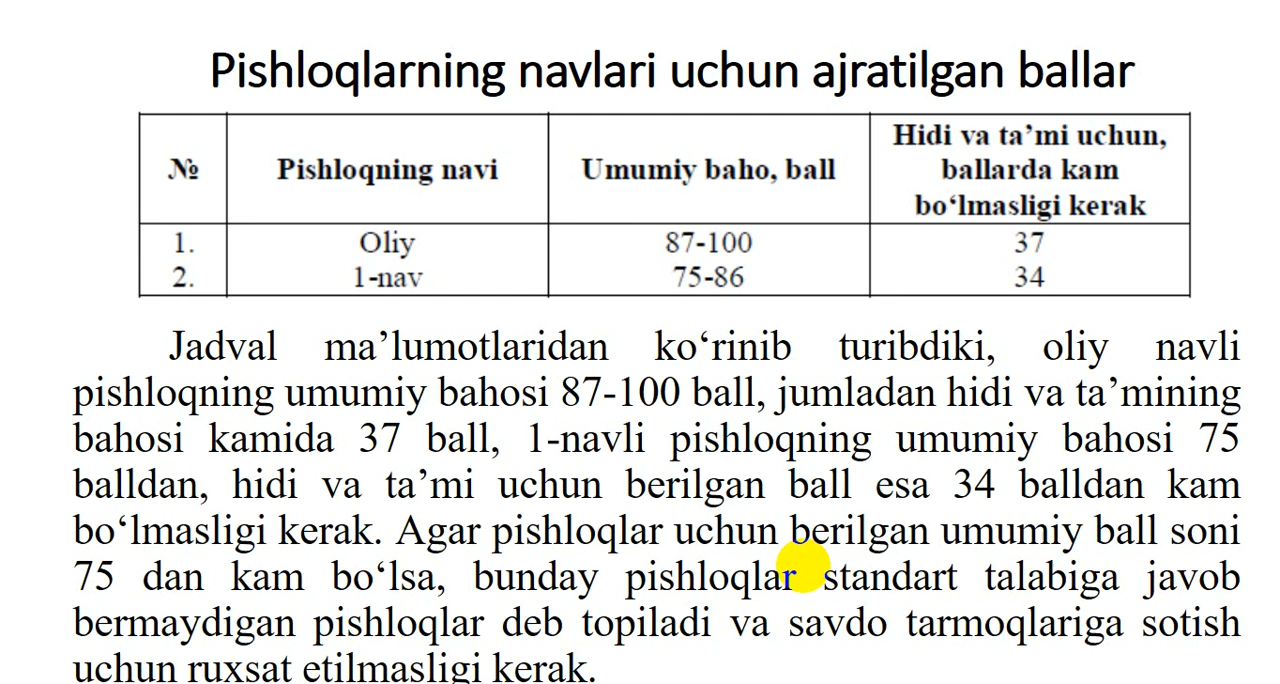 Pishloqlarning navlari uchun ajratilgan ballar
№ Pishloqning navi Umumiy baho, ball Hidi va ta’mi uchun, ballarda kam bo‘lmasligi kerak
1. Oliy 87-100 37
2. 1-nav 75-86 34
Jadval ma’lumotlaridan ko‘rinib turibdiki, oliy navli
pishloqning umumiy bahosi 87-100 ball, jumladan hidi va ta’mining
bahosi kamida 37 ball, 1-navli pishloqning umumiy bahosi 75
balldan, hidi va ta’mi uchun berilgan ball esa 34 balldan kam
bo‘lmasligi kerak. Agar pishloqlar uchun berilgan umumiy ball soni
75 dan kam bo‘lsa, bunday pishloqlar standart talabiga javob
bermaydigan pishloqlar deb topiladi va savdo tarmoqlariga sotish
uchun ruxsat etilmasligi kerak.